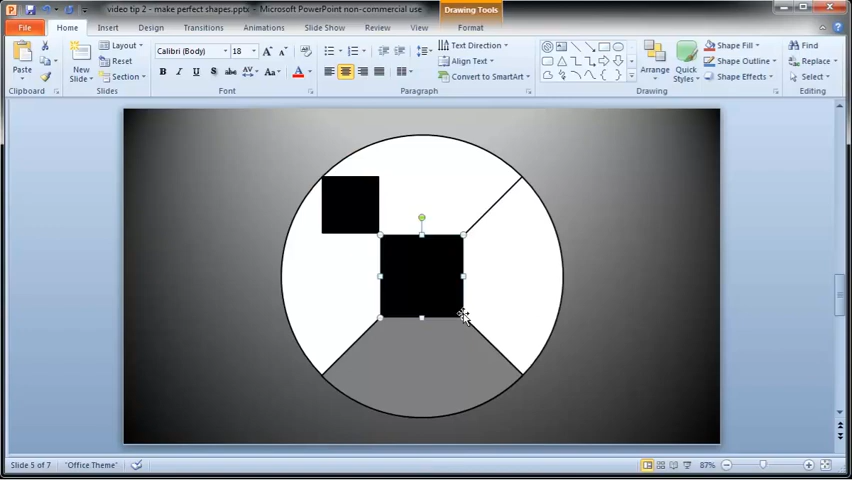 video tip 2 - make perfect shapes.pptx - Microsoft PowerPoint non-commercial use
Drawing Tools
File Home Insert Design Transitions Animations Slide Show Review View Format
Paste
New Slide
Layout
Reset
Section
Calibri (Body) 18
B I U S abc AV Aa A
Text Direction
Align Text
Convert to SmartArt
Arrange
Quick Styles
Shape Fill
Shape Outline
Shape Effects
Find
Replace
Select
Clipboard Slides Font Paragraph Drawing Editing
Slide 5 of 7 "Office Theme" 87%